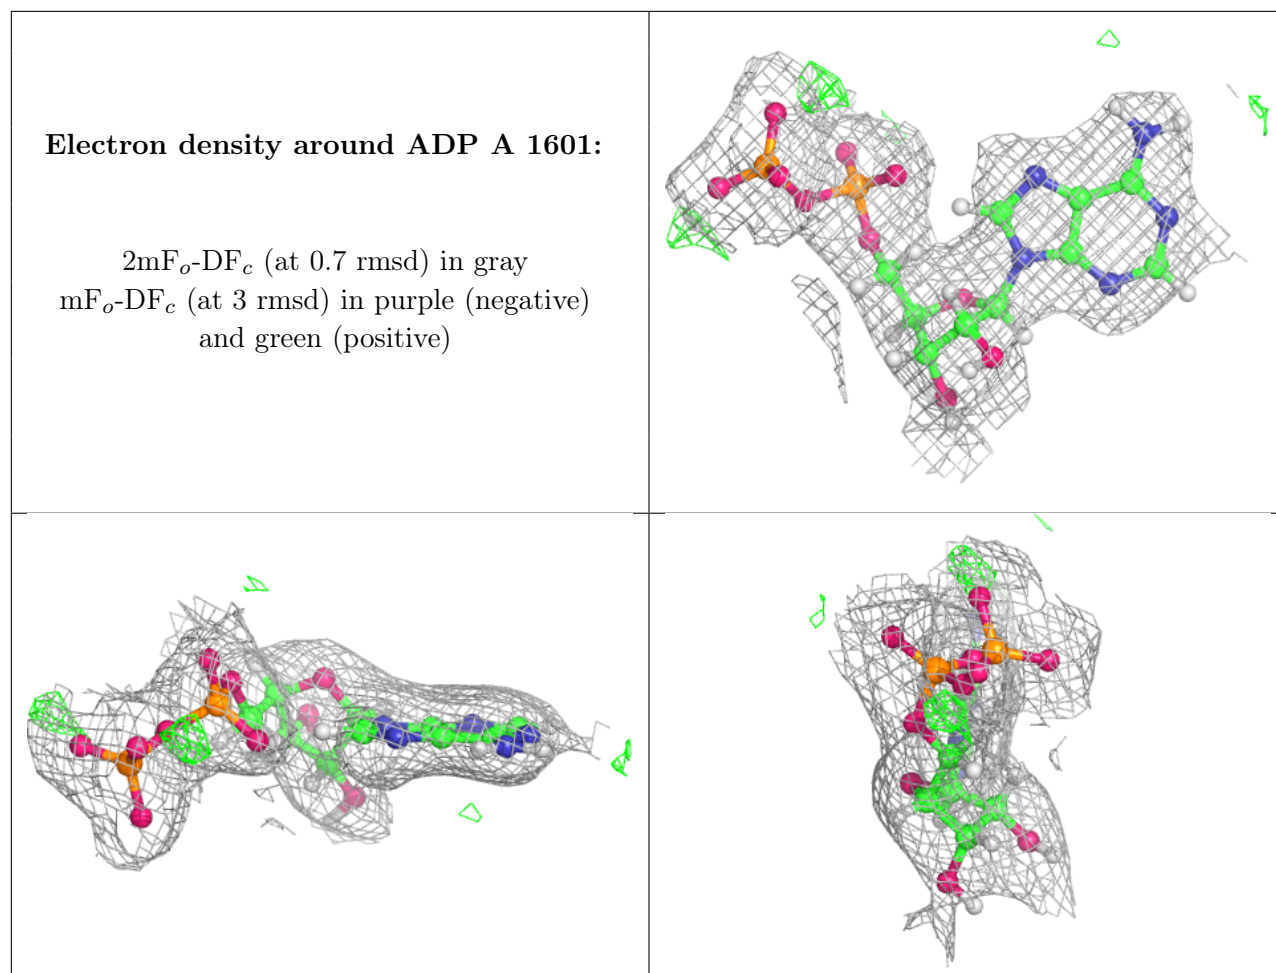 Electron density around ADP A 1601:
2mFo-DFc (at 0.7 rmsd) in gray
mFo-DFc (at 3 rmsd) in purple (negative)
and green (positive)